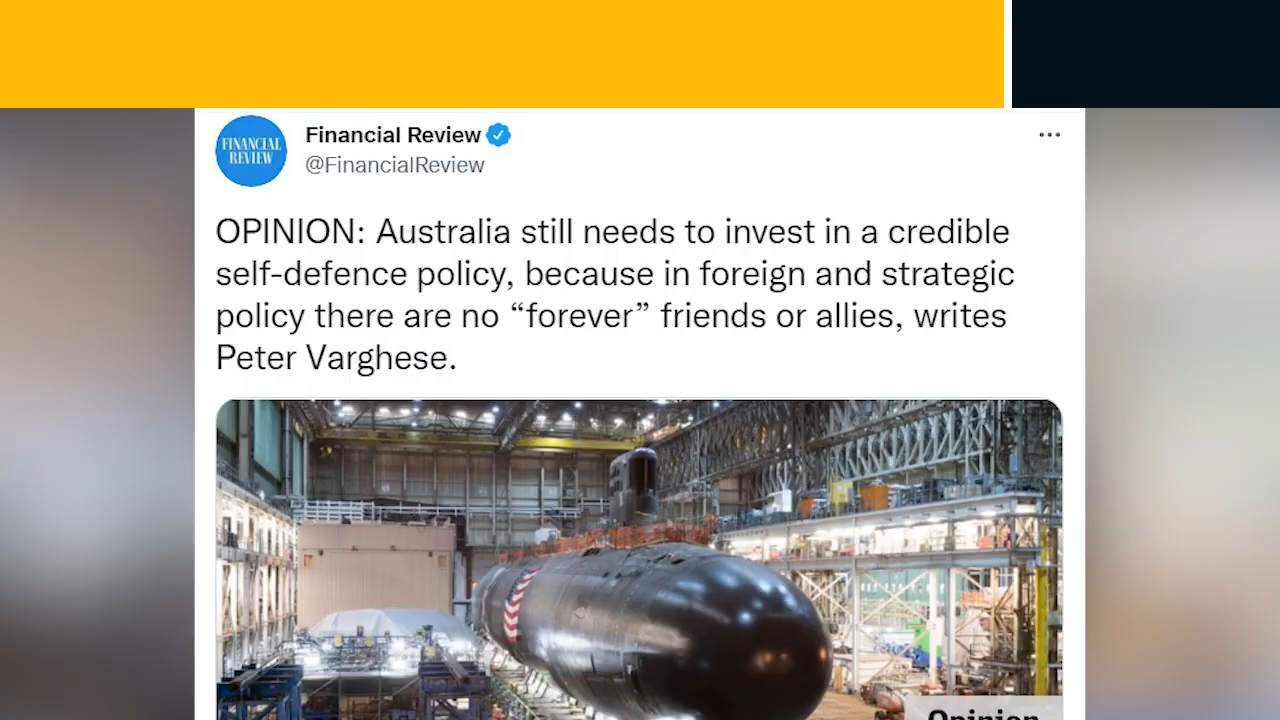 FINANCIAL
REVIEW
Financial Review
@FinancialReview
OPINION: Australia still needs to invest in a credible
self-defence policy, because in foreign and strategic
policy there are no “forever” friends or allies, writes
Peter Varghese.
Opinion